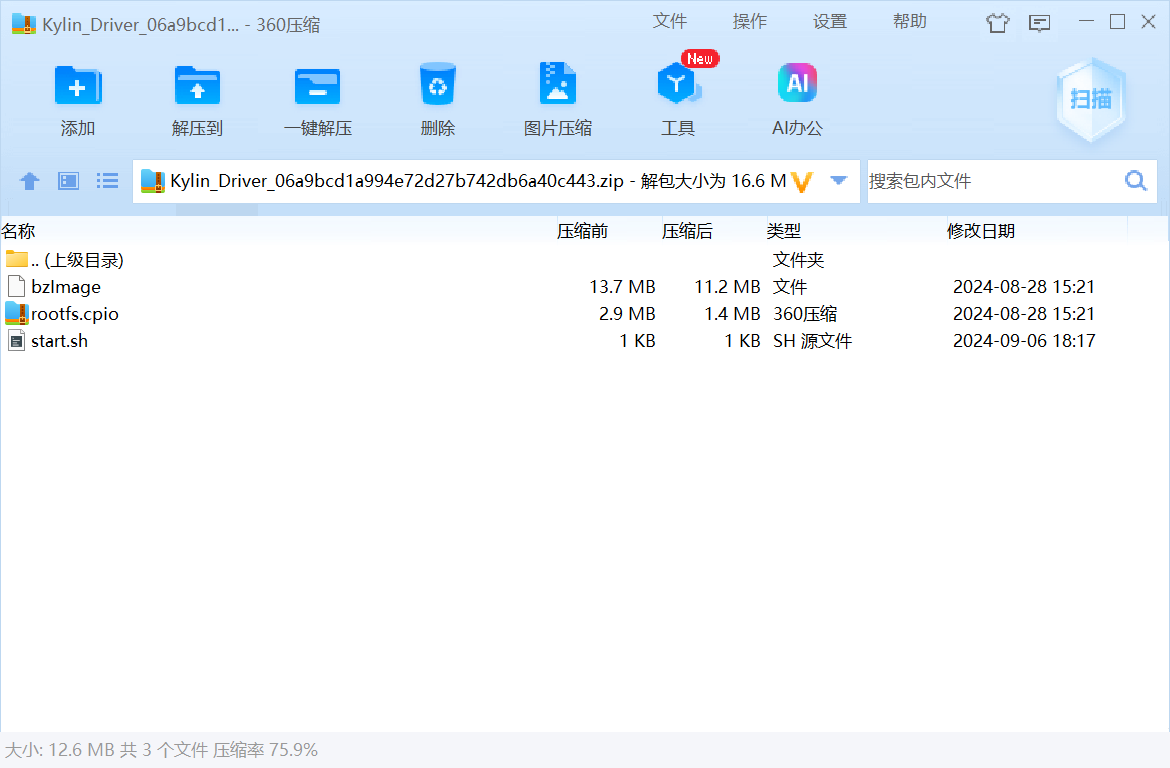 Kylin_Driver_06a9bcd1... - 360压缩
文件 操作 设置 帮助
New
添加 解压到 一键解压 删除 图片压缩 工具 AI办公
AI
扫描
Kylin_Driver_06a9bcd1a994e72d27b742db6a40c443.zip - 解包大小为 16.6 M
搜索包内文件
名称 压缩前 压缩后 类型 修改日期
.. (上级目录) 文件夹
bzImage 13.7 MB 11.2 MB 文件 2024-08-28 15:21
rootfs.cpio 2.9 MB 1.4 MB 360压缩 2024-08-28 15:21
start.sh 1 KB 1 KB SH 源文件 2024-09-06 18:17
大小: 12.6 MB 共 3 个文件 压缩率 75.9%